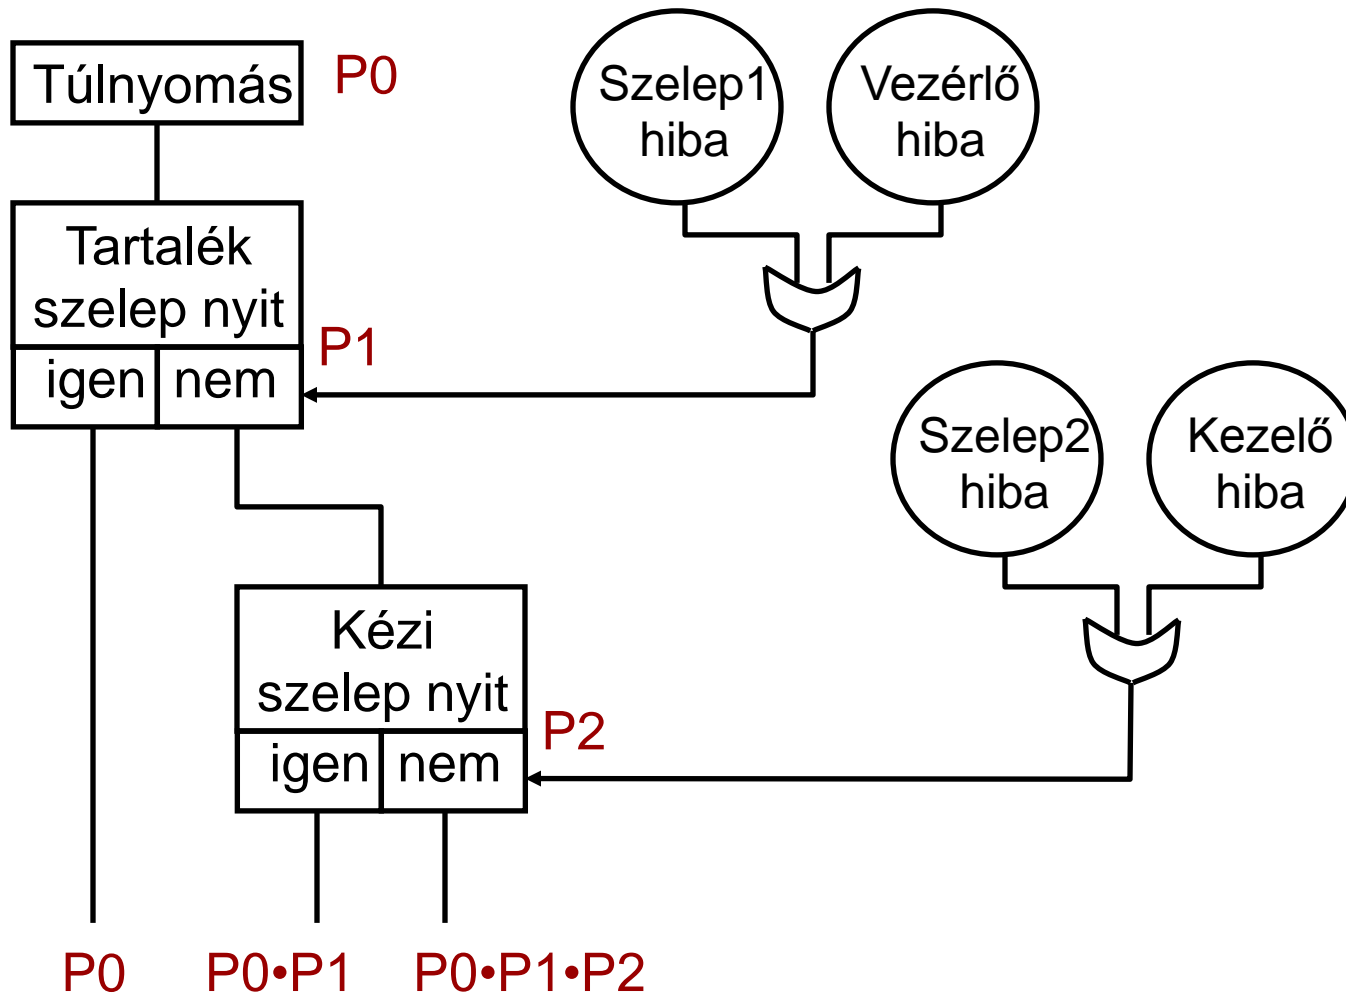 Túlnyomás
P0
Szelep1
hiba
Vezérlő
hiba
Tartalék
szelep nyit
igen
nem
P1
Szelep2
hiba
Kezelő
hiba
Kézi
szelep nyit
igen
nem
P2
P0
P0•P1
P0•P1•P2